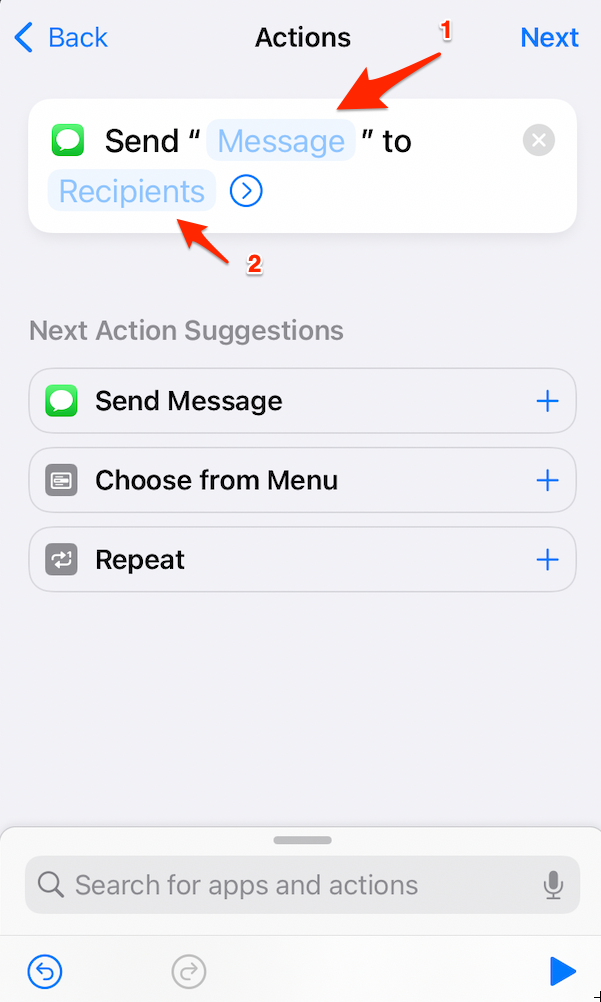 Back Actions 1 Next
Send “ Message ” to
Recipients
2
Next Action Suggestions
Send Message
Choose from Menu
Repeat
Search for apps and actions